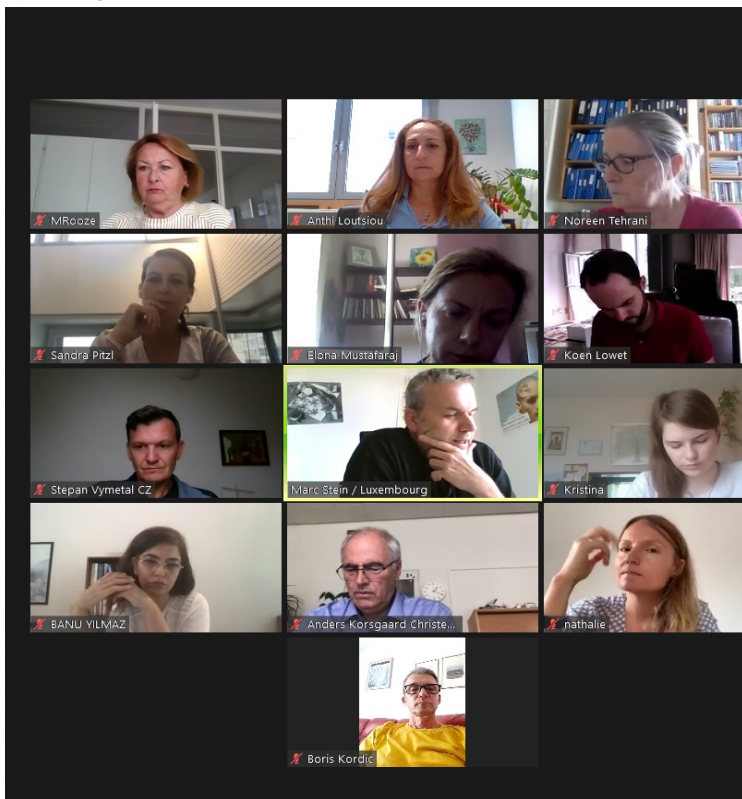 MRooze
Anthi Loutsiou
Noreen Tehrani
Sandra Pitzl
Elona Mustafaraj
Koen Lowet
Stepan Vymetal CZ
Marc Stein / Luxembourg
Kristina
BANU YILMAZ
Anders Korsgaard Christe...
nathalie
Boris Kordic